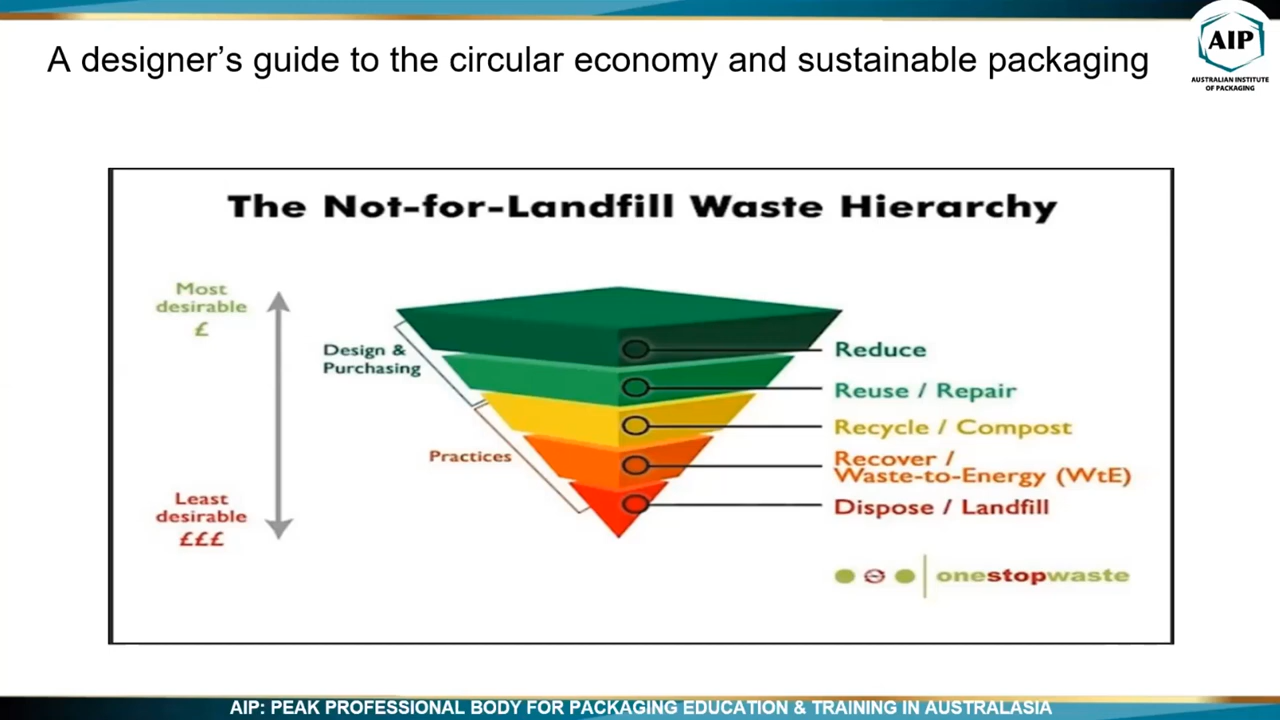 A designer's guide to the circular economy and sustainable packaging
AIP
AUSTRALIAN INSTITUTE
OF PACKAGING
The Not-for-Landfill Waste Hierarchy
Most
desirable
£
Design &
Purchasing
Practices
Least
desirable
£££
Reduce
Reuse / Repair
Recycle / Compost
Recover /
Waste-to-Energy (WtE)
Dispose / Landfill
onestopwaste
AIP: PEAK PROFESSIONAL BODY FOR PACKAGING EDUCATION & TRAINING IN AUSTRALASIA